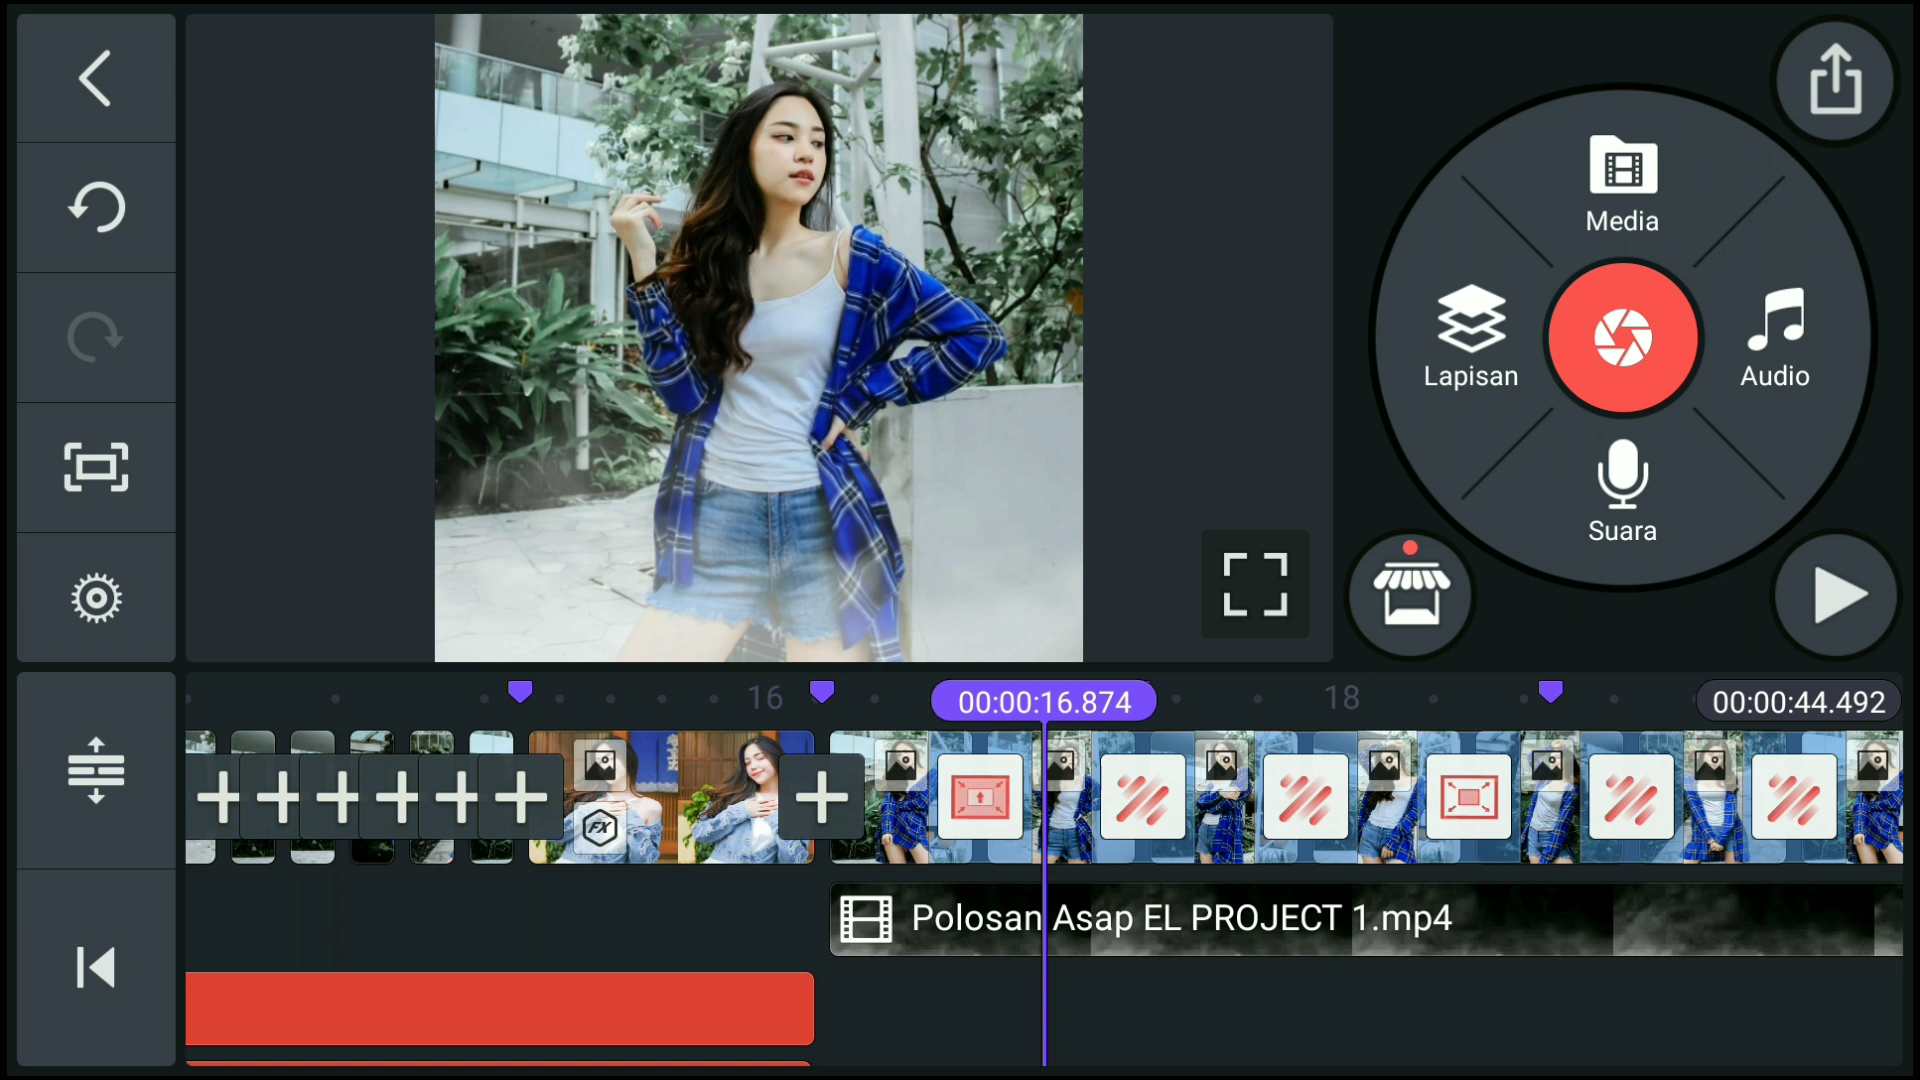 Media
Lapisan
Audio
Suara
16
00:00:16.874
18
00:00:44.492
FX
Polosan Asap EL PROJECT 1.mp4